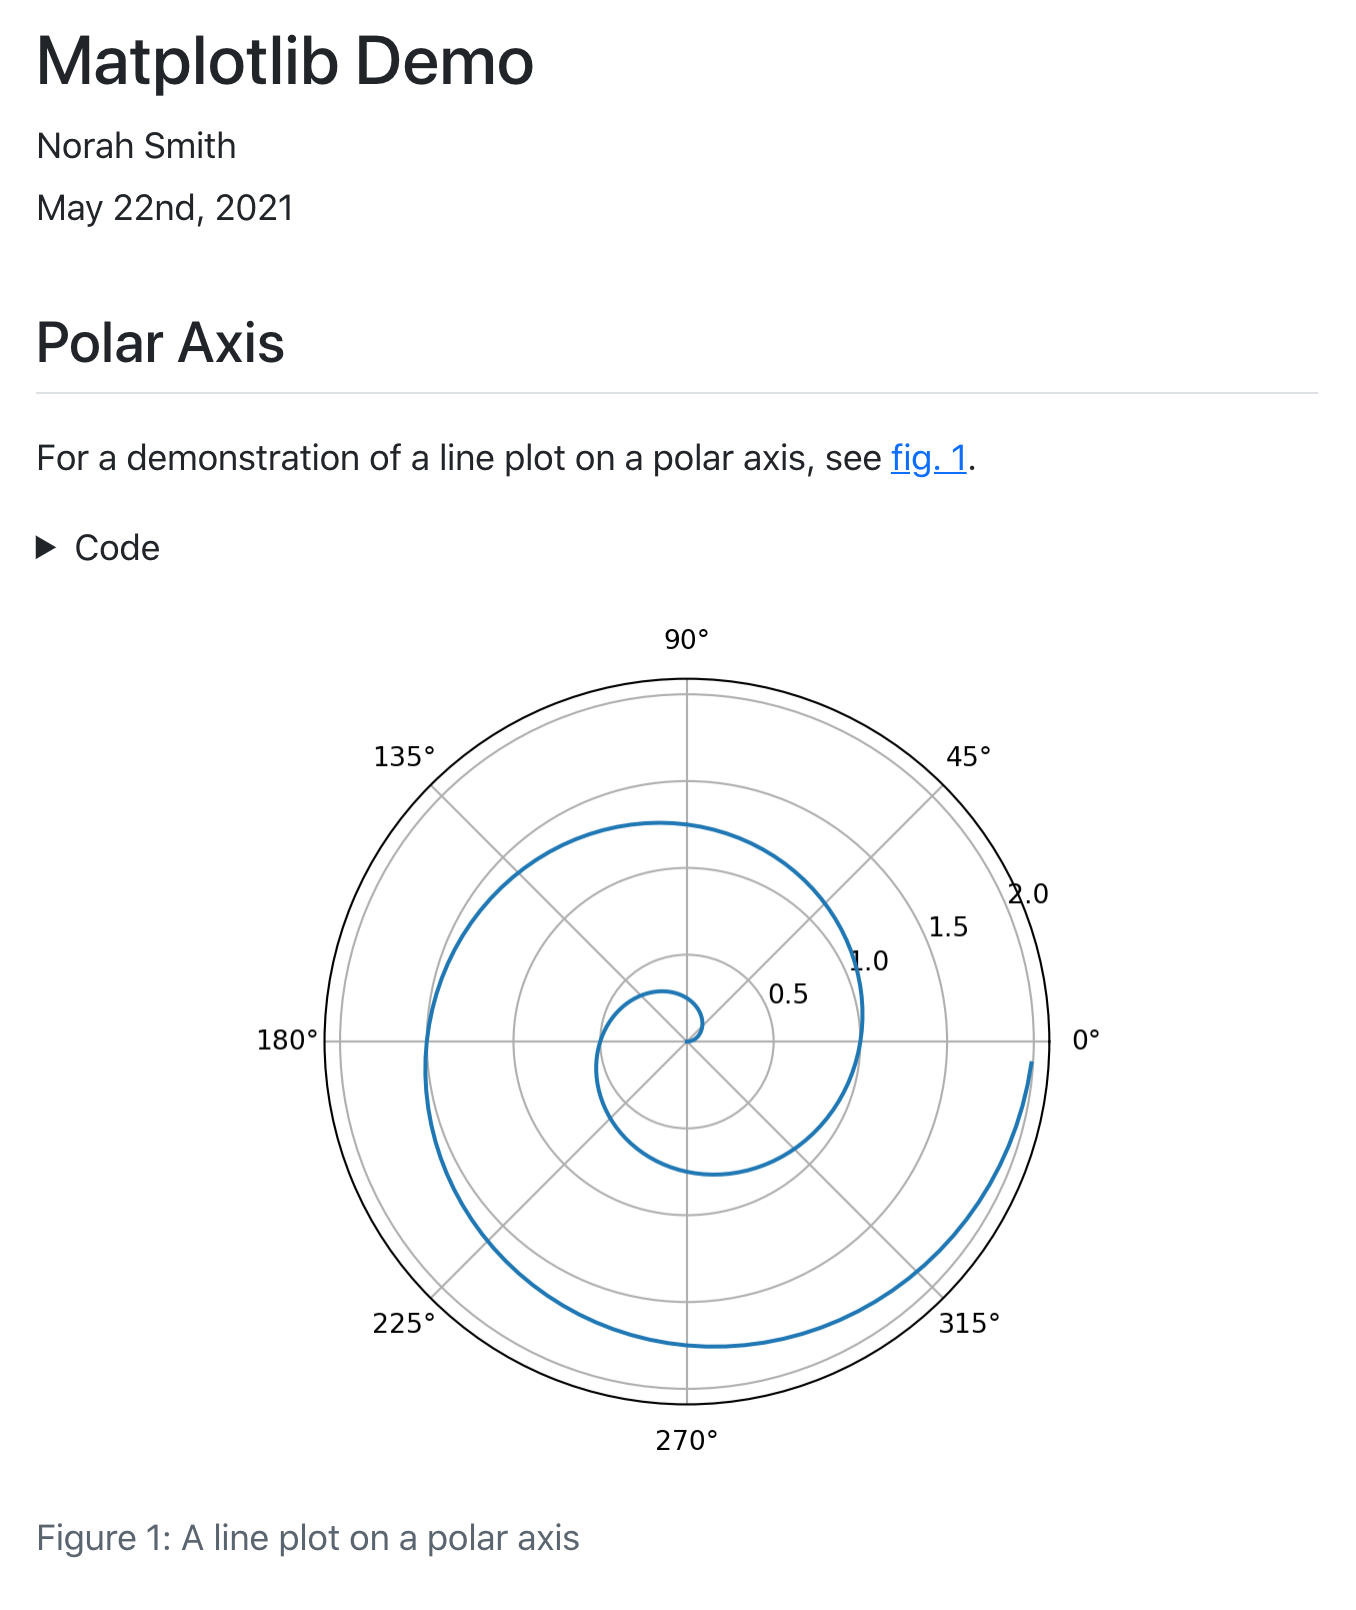 Matplotlib Demo
Norah Smith
May 22nd, 2021
Polar Axis
For a demonstration of a line plot on a polar axis, see fig. 1.
▶ Code
90°
135°
45°
2.0
1.5
1.0
0.5
180°
0°
225°
315°
270°
Figure 1: A line plot on a polar axis